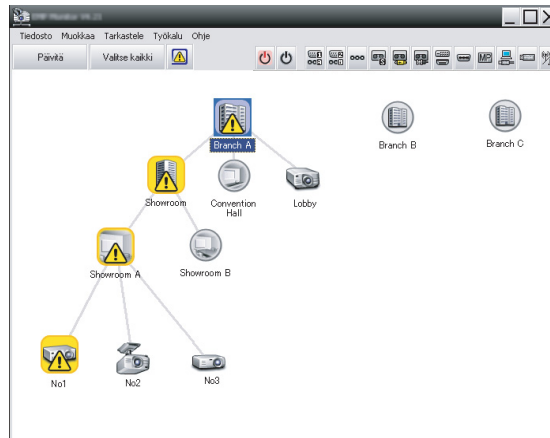 Tiedosto Muokkaa Tarkastele Työkalu Ohje
Päivitä Valitse kaikki
MP
Branch A
Branch B
Branch C
Showroom
Convention
Hall
Lobby
Showroom A
Showroom B
No1
No2
No3